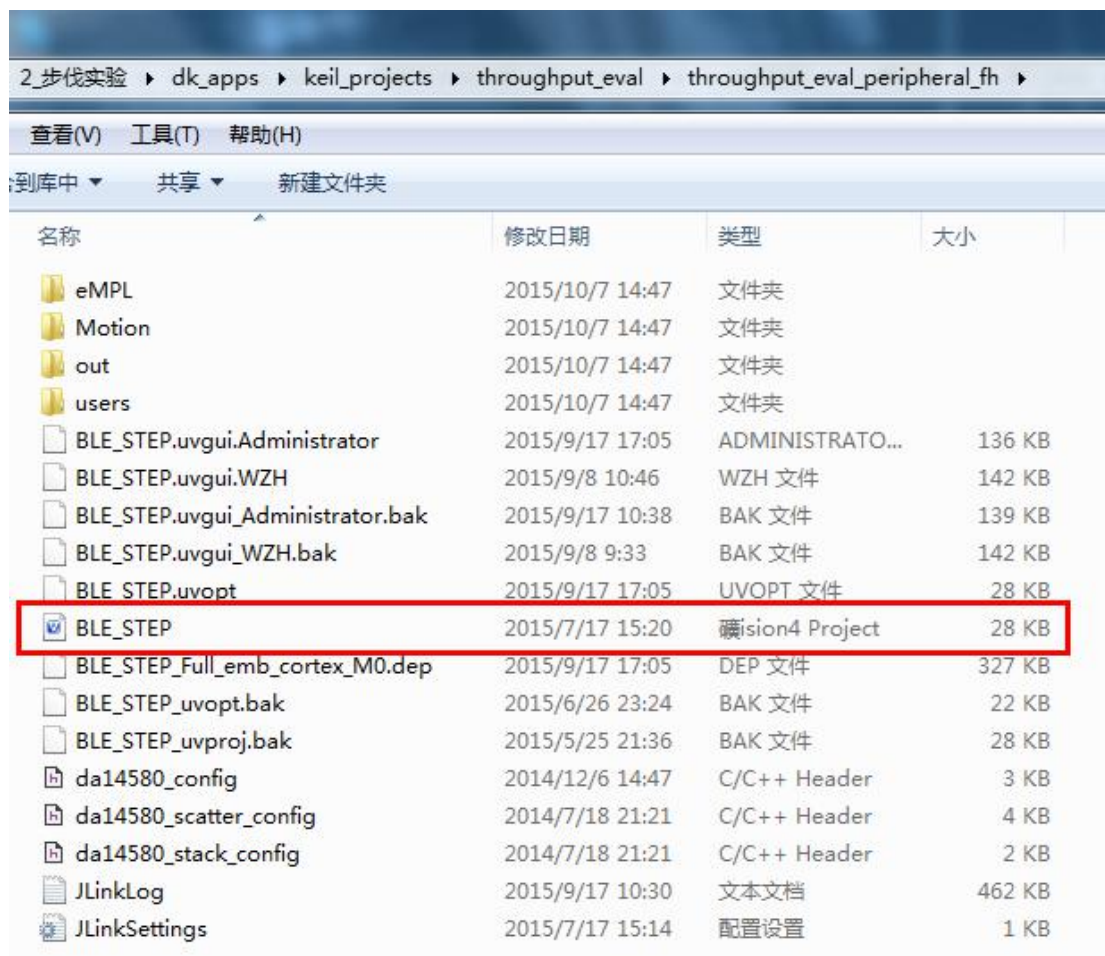 2_步伐实验 ▸ dk_apps ▸ keil_projects ▸ throughput_eval ▸ throughput_eval_peripheral_fh ▸
查看(V) 工具(T) 帮助(H)
到库中 ▾ 共享 ▾ 新建文件夹
名称 修改日期 类型 大小
eMPL 2015/10/7 14:47 文件夹
Motion 2015/10/7 14:47 文件夹
out 2015/10/7 14:47 文件夹
users 2015/10/7 14:47 文件夹
BLE_STEP.uvgui.Administrator 2015/9/17 17:05 ADMINISTRATO... 136 KB
BLE_STEP.uvgui.WZH 2015/9/8 10:46 WZH 文件 142 KB
BLE_STEP.uvgui_Administrator.bak 2015/9/17 10:38 BAK 文件 139 KB
BLE_STEP.uvgui_WZH.bak 2015/9/8 9:33 BAK 文件 142 KB
BLE_STEP.uvopt 2015/9/17 17:05 UVOPT 文件 28 KB
BLE_STEP 2015/7/17 15:20 礦ision4 Project 28 KB
BLE_STEP_Full_emb_cortex_M0.dep 2015/9/17 17:05 DEP 文件 327 KB
BLE_STEP_uvopt.bak 2015/6/26 23:24 BAK 文件 22 KB
BLE_STEP_uvproj.bak 2015/5/25 21:36 BAK 文件 28 KB
da14580_config 2014/12/6 14:47 C/C++ Header 3 KB
da14580_scatter_config 2014/7/18 21:21 C/C++ Header 4 KB
da14580_stack_config 2014/7/18 21:21 C/C++ Header 2 KB
JLinkLog 2015/9/17 10:30 文本文档 462 KB
JLinkSettings 2015/7/17 15:14 配置设置 1 KB